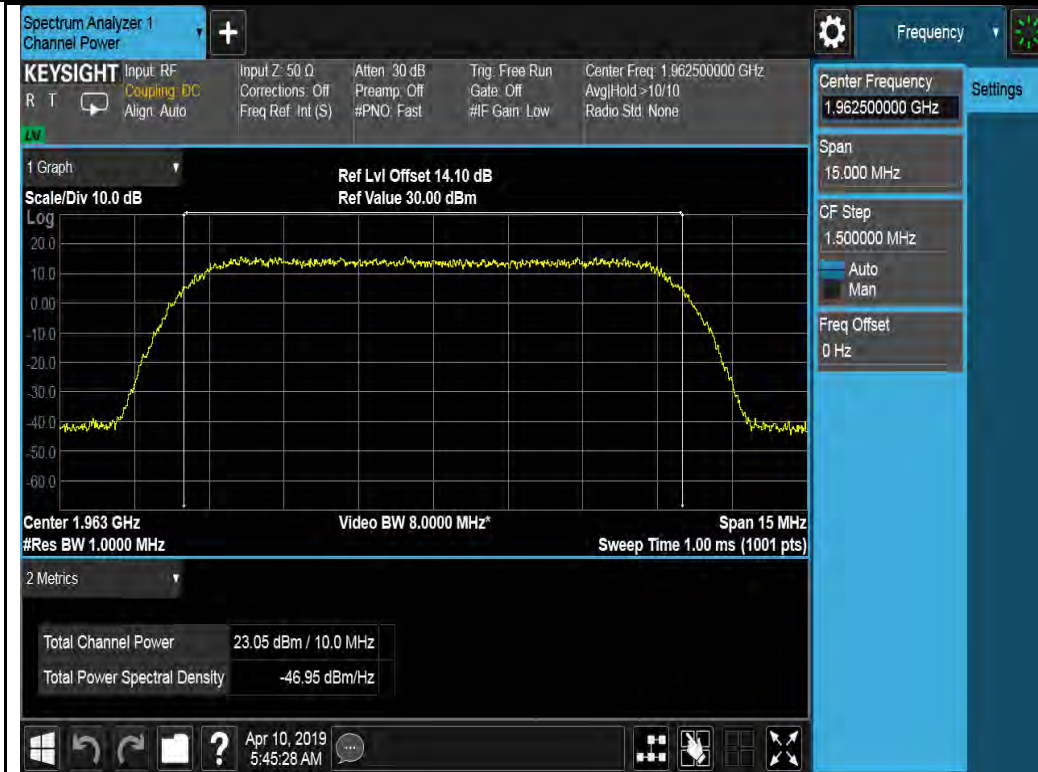 Spectrum Analyzer 1
Channel Power
+
Frequency
KEYSIGHT
R T
LV
Input: RF
Coupling: DC
Align: Auto
Input Z: 50 Ω
Corrections: Off
Freq Ref: Int (S)
Atten: 30 dB
Preamp: Off
#PNO: Fast
Trig: Free Run
Gate: Off
#IF Gain: Low
Center Freq: 1.962500000 GHz
Avg|Hold >10/10
Radio Std: None
Center Frequency
1.962500000 GHz
Settings
Span
15.000 MHz
CF Step
1.500000 MHz
Auto
Man
Freq Offset
0 Hz
1 Graph
Scale/Div 10.0 dB
Ref Lvl Offset 14.10 dB
Ref Value 30.00 dBm
Log
20.0
10.0
0.00
-10.0
-20.0
-30.0
-40.0
-50.0
-60.0
Center 1.963 GHz
#Res BW 1.0000 MHz
Video BW 8.0000 MHz*
Span 15 MHz
Sweep Time 1.00 ms (1001 pts)
2 Metrics
Total Channel Power 23.05 dBm / 10.0 MHz
Total Power Spectral Density -46.95 dBm/Hz
?
Apr 10, 2019
5:45:28 AM